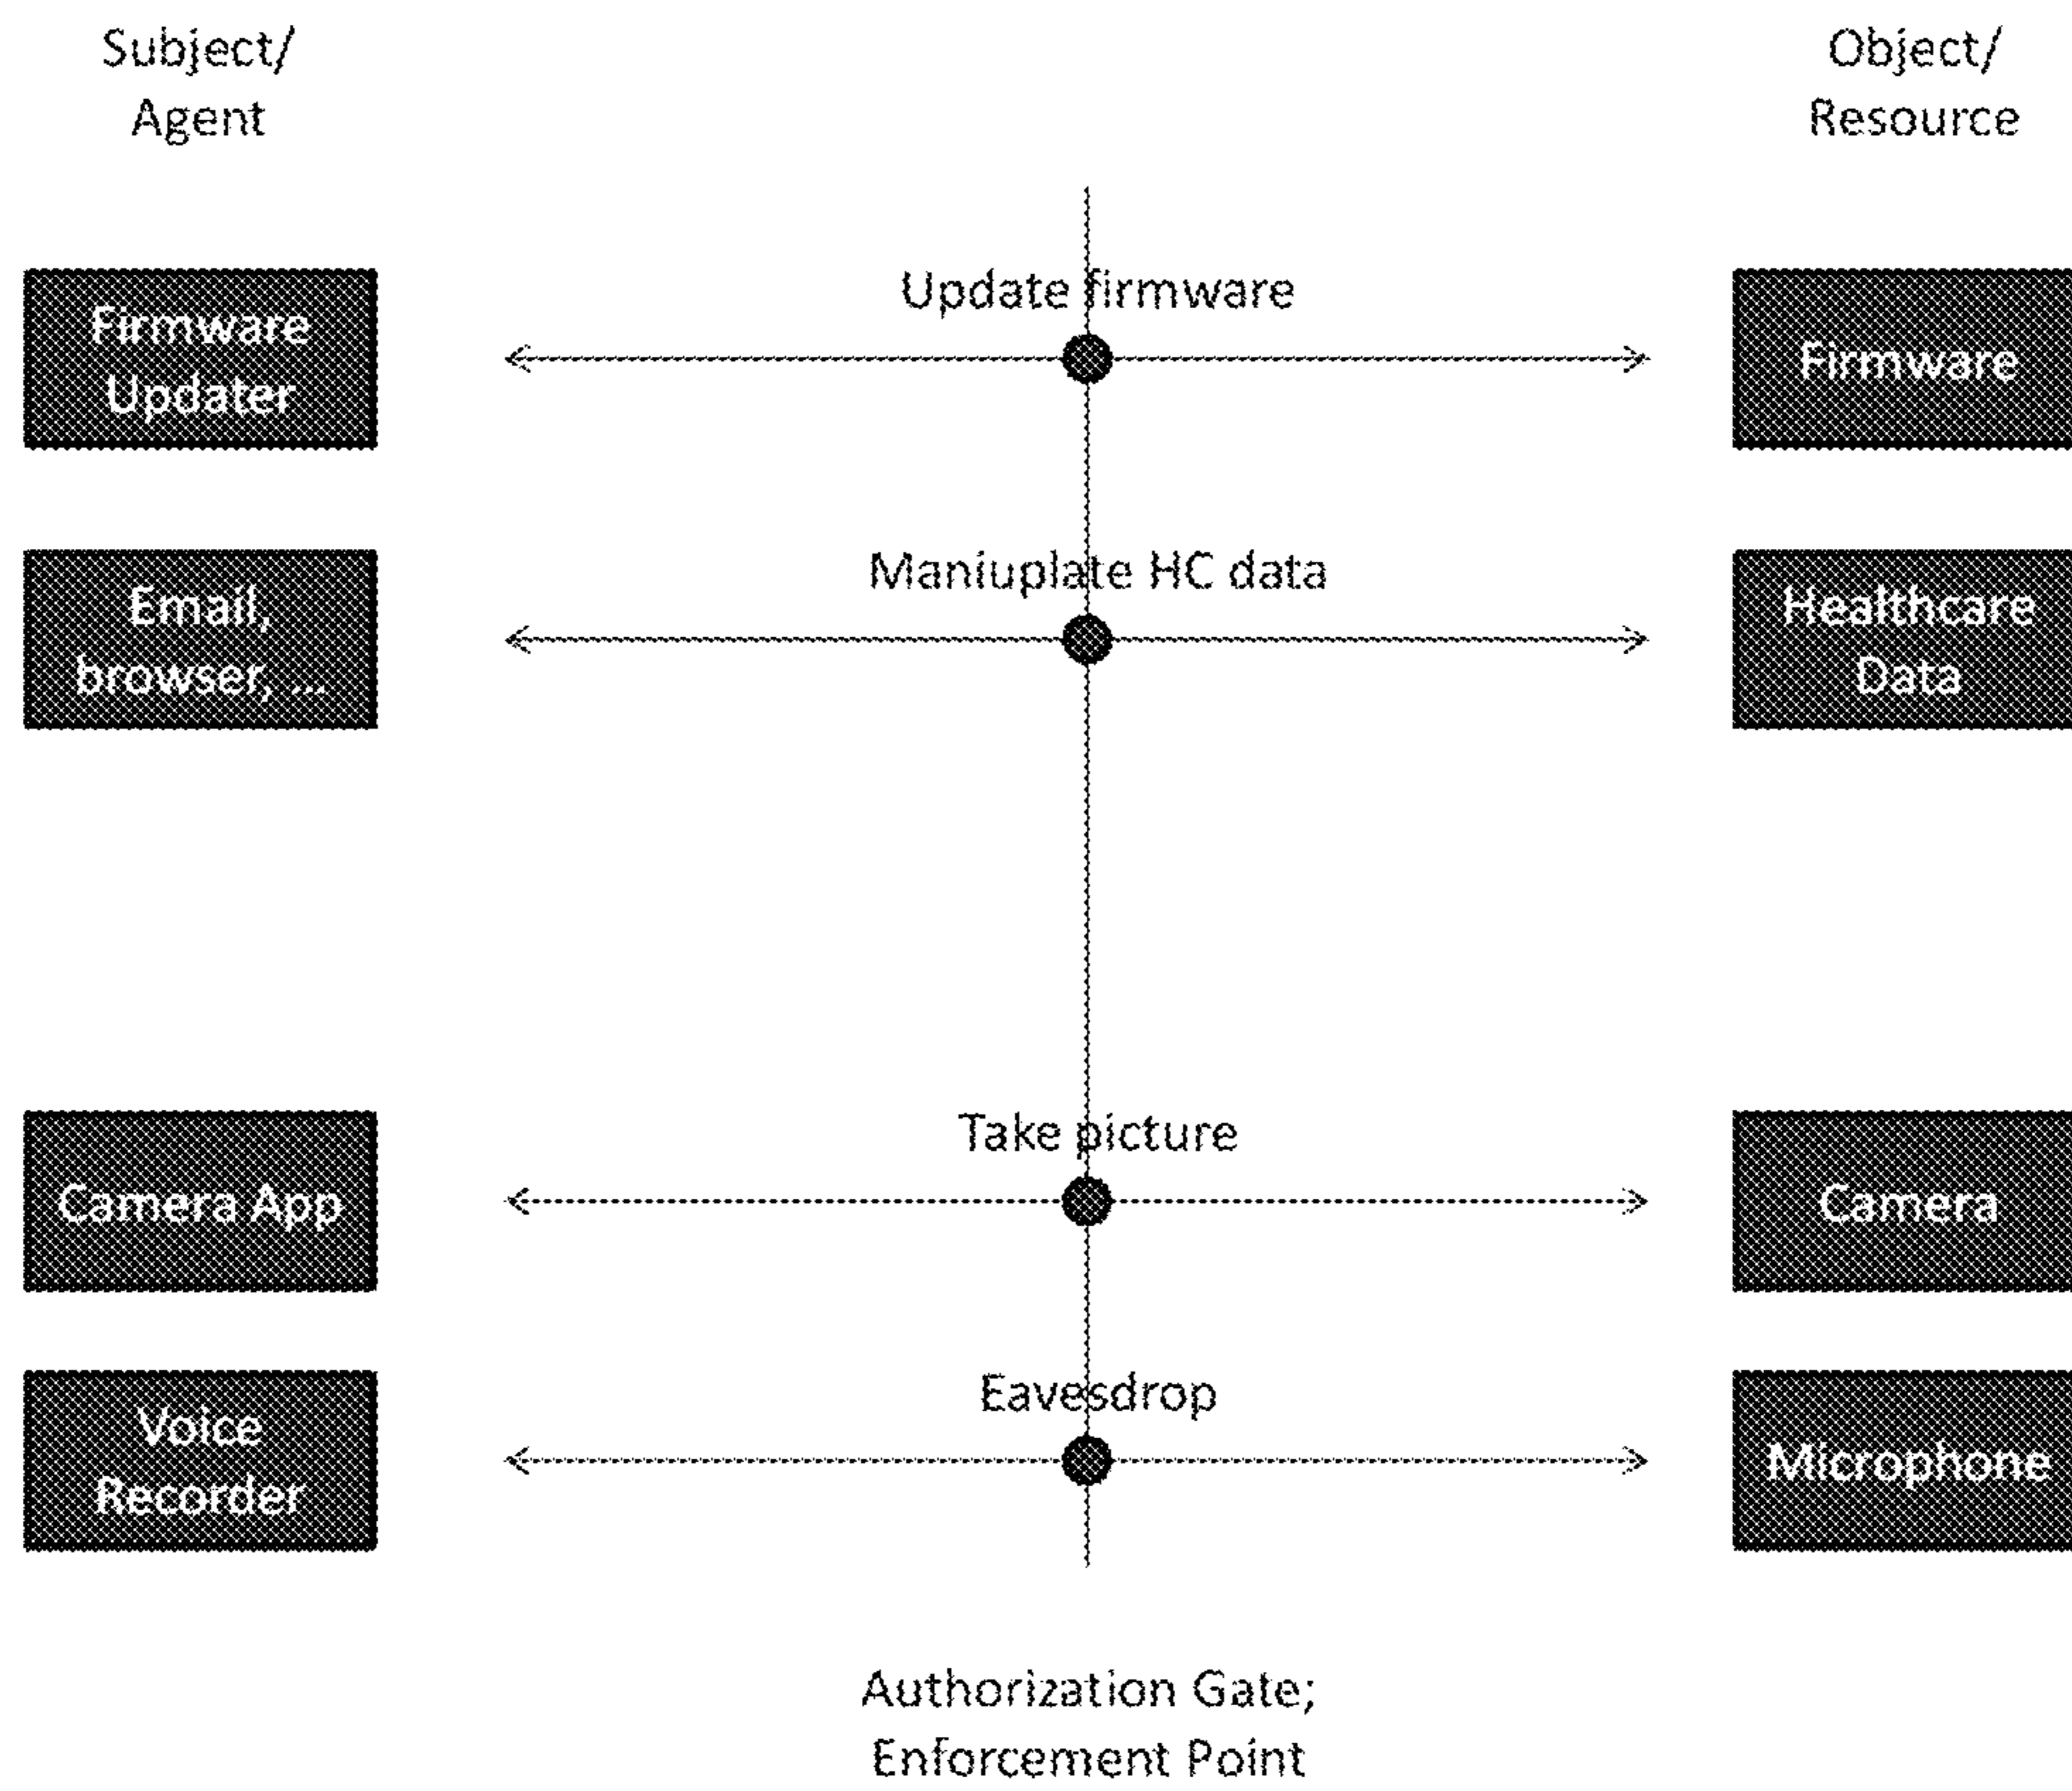 Subject/
Agent
Object/
Resource
Update firmware
Firmware
Updater
Firmware
Maniuplate HC data
Email,
browser, ...
Healthcare
Data
Take picture
Camera App
Camera
Eavesdrop
Voice
Recorder
Microphone
Authorization Gate;
Enforcement Point